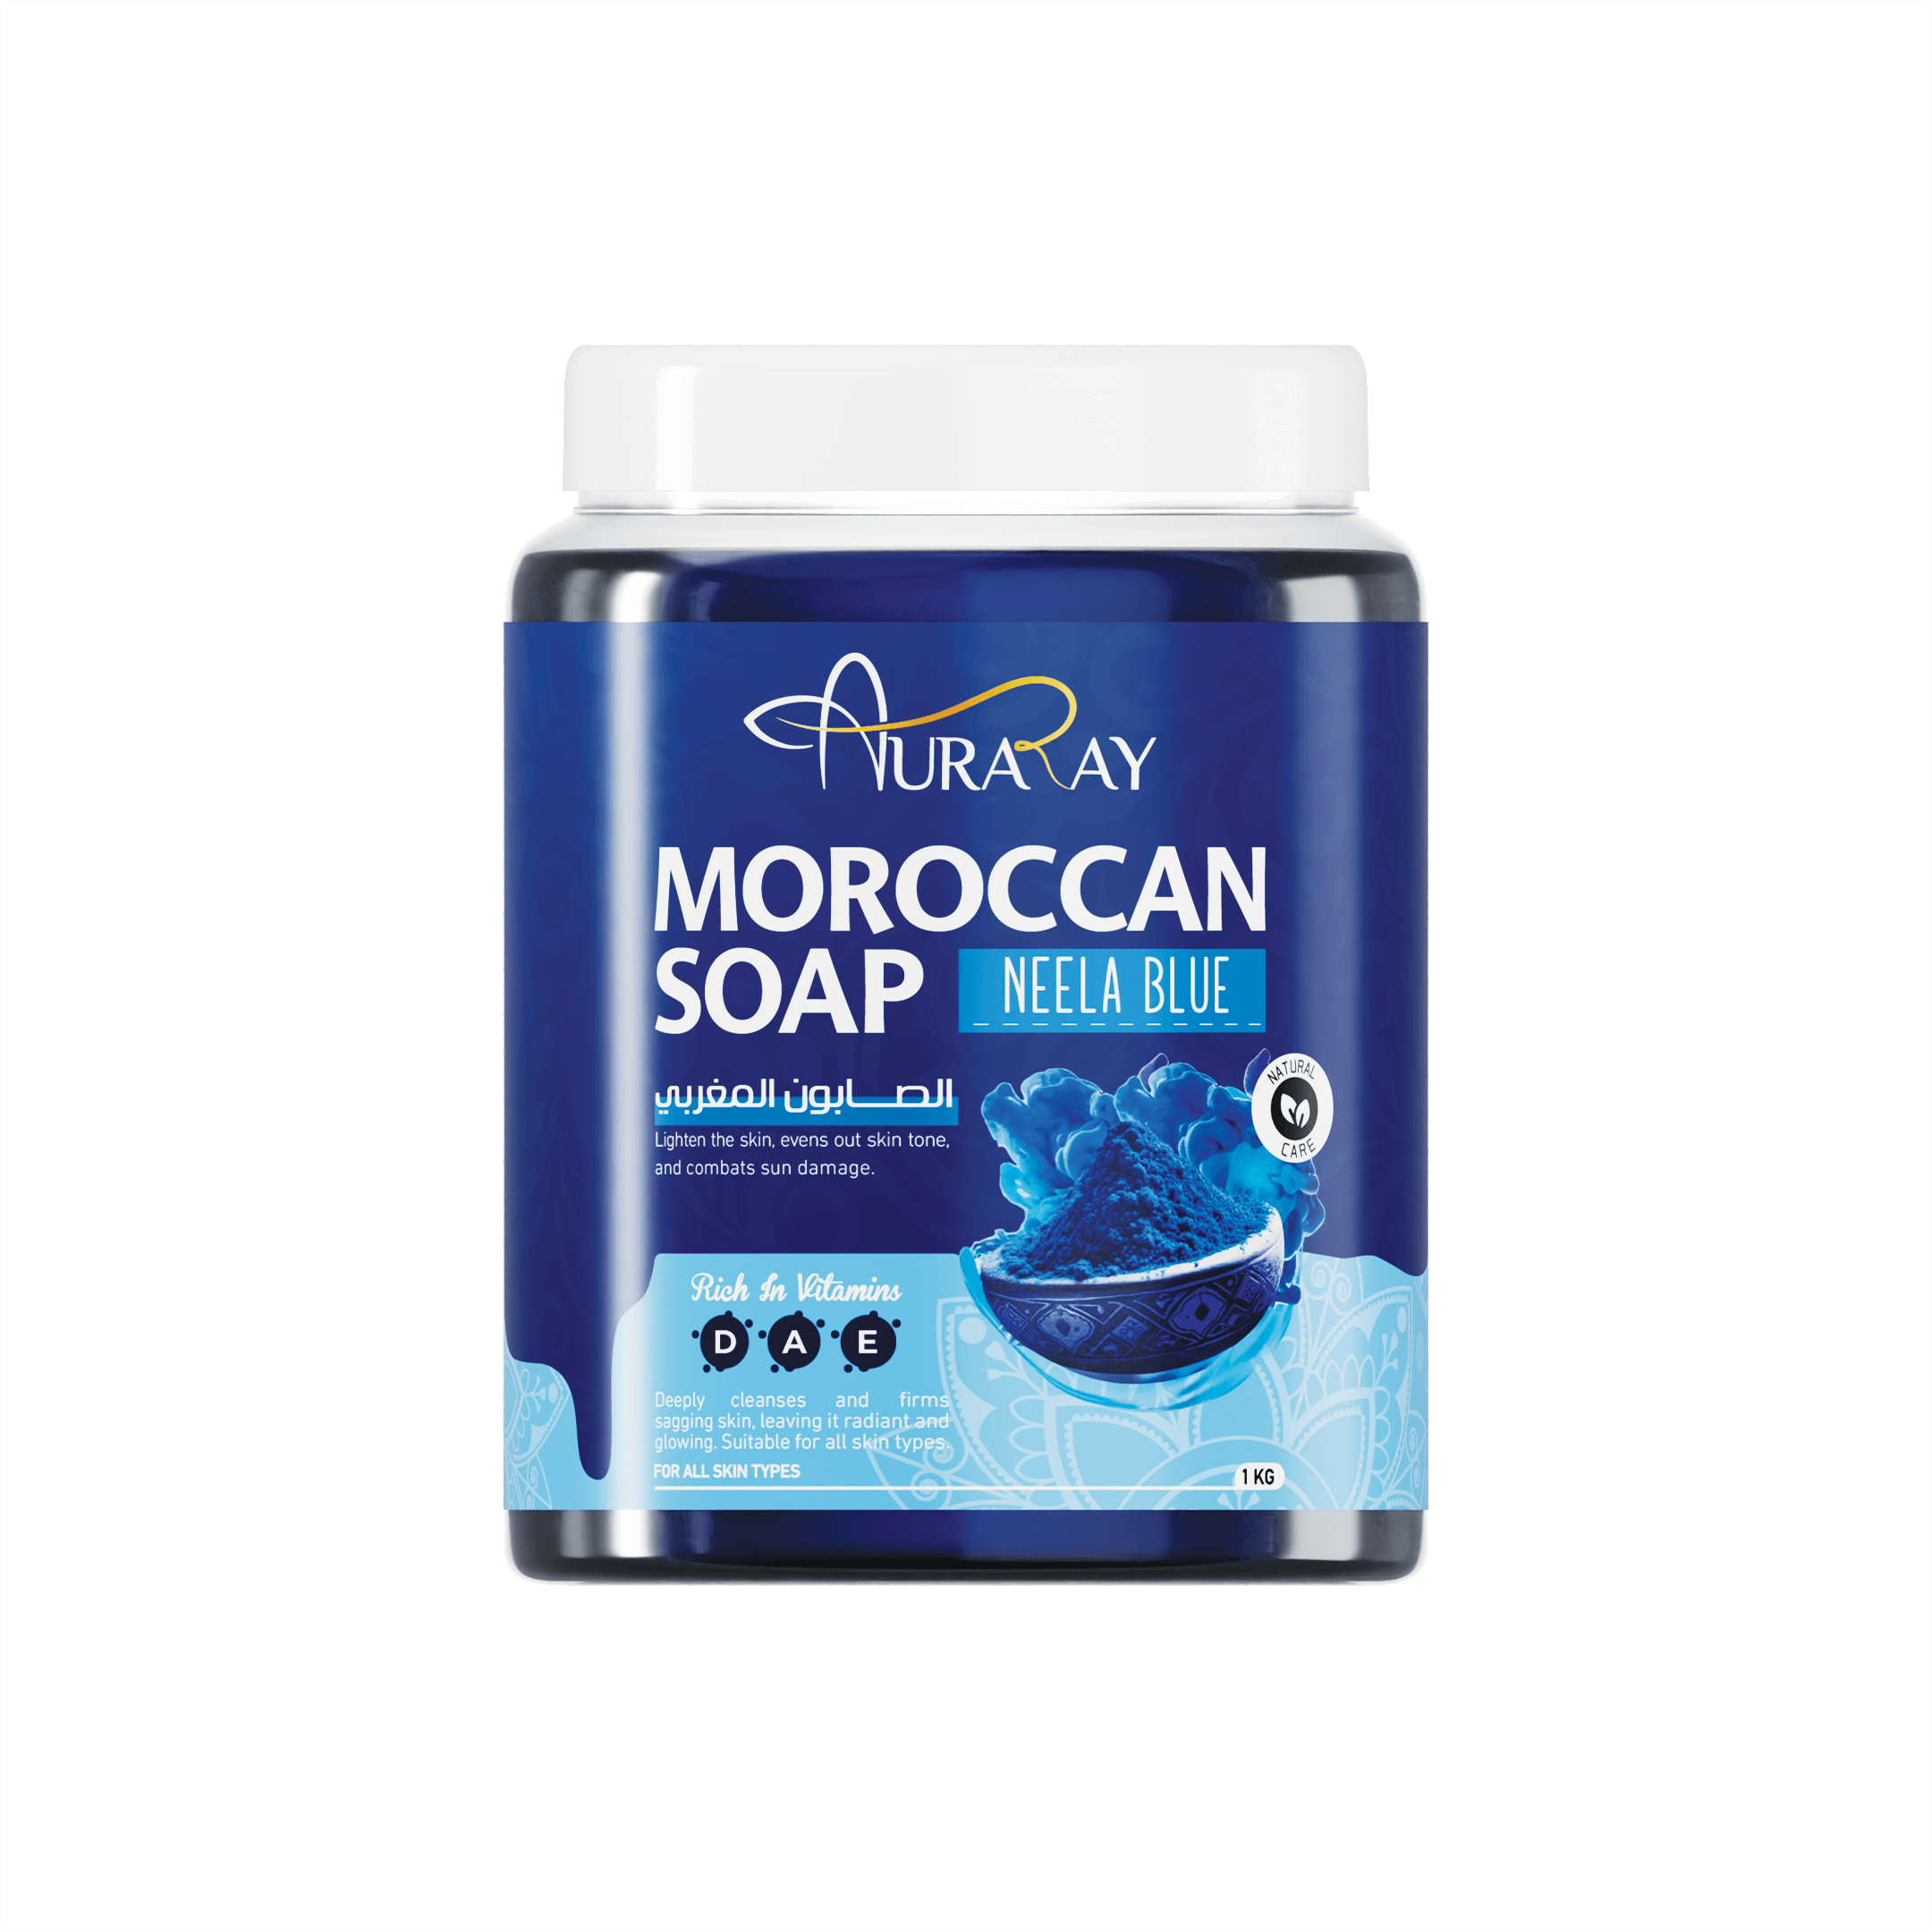 AURARAY
MOROCCAN
SOAP NEELA BLUE
الصابون المغربي
Lighten the skin, evens out skin tone,
and combats sun damage.
NATURAL
CARE
Rich In Vitamins
D A E
Deeply cleanses and firms
sagging skin, leaving it radiant and
glowing. Suitable for all skin types.
FOR ALL SKIN TYPES
1 KG